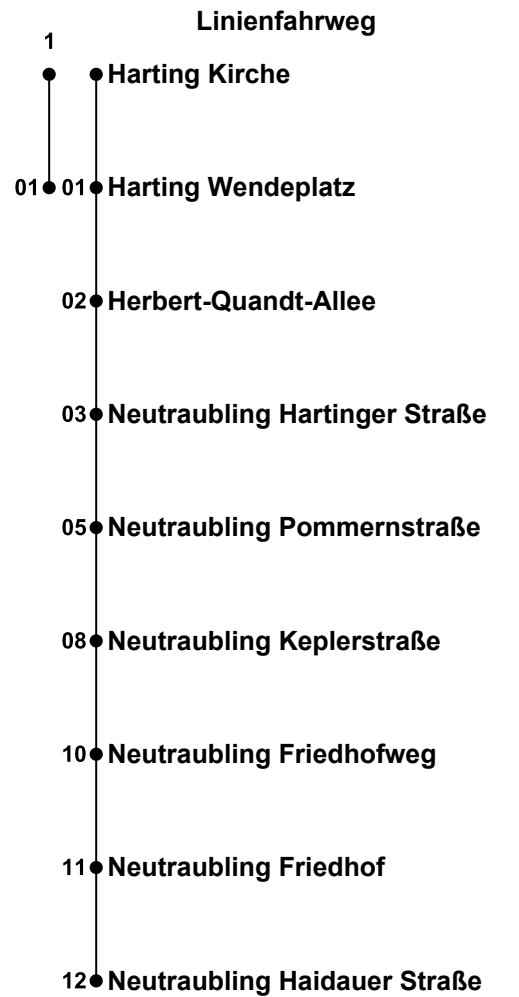 Linienfahrweg
1
Harting Kirche
01 01 Harting Wendeplatz
02 Herbert-Quandt-Allee
03 Neutraubling Hartinger Straße
05 Neutraubling Pommernstraße
08 Neutraubling Keplerstraße
10 Neutraubling Friedhofweg
11 Neutraubling Friedhof
12 Neutraubling Haidauer Straße